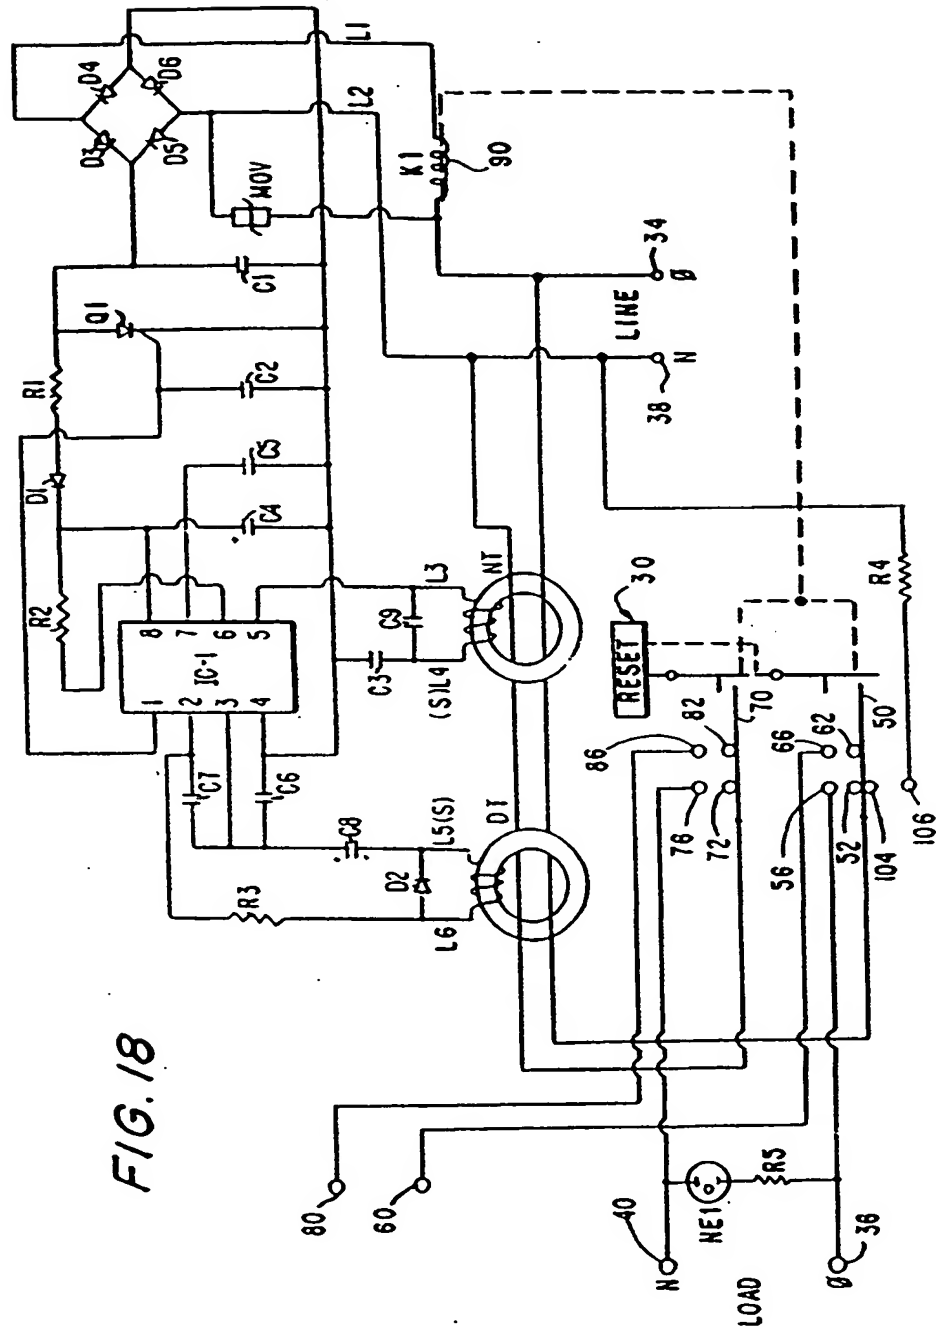 FIG. 18
L1
L2
D3
D4
D5
D6
MOV
K1
90
C1
Q1
R1
C2
D1
C5
C4
R2
IC-1
1
2
3
4
5
6
7
8
C7
C6
C3
C9
L3
(S)L4
NT
C8
D2
L5(S)
L6
R3
DT
LINE
Ø
34
N
38
RESET
30
R4
86
82
70
76
72
66
62
50
56
52
104
106
80
60
40
N
NE1
R5
LOAD
Ø
36